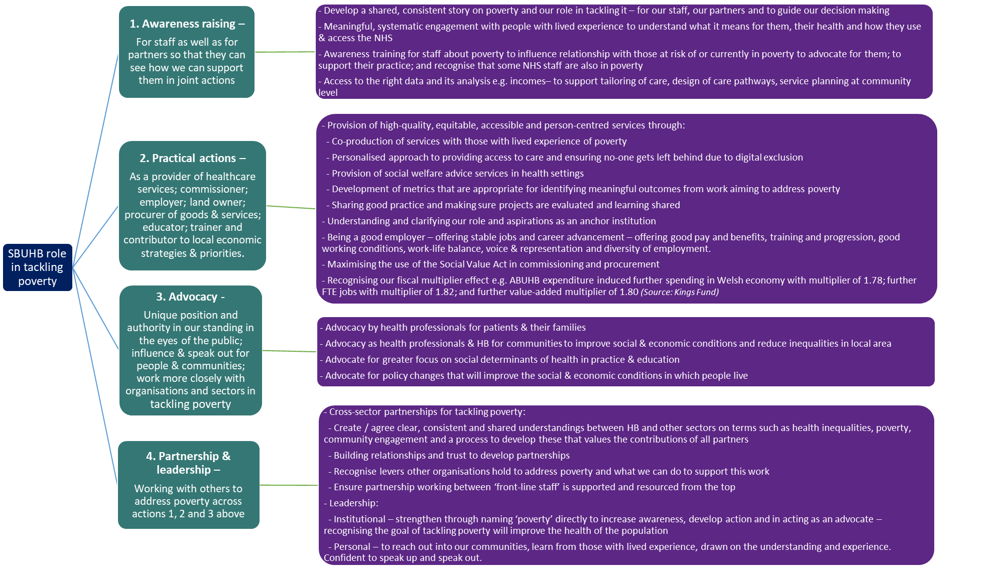 SBUHB role
in tackling
poverty
1. Awareness raising –
For staff as well as for
partners so that they can
see how we can support
them in joint actions
- Develop a shared, consistent story on poverty and our role in tackling it – for our staff, our partners and to guide our decision making
- Meaningful, systematic engagement with people with lived experience to understand what it means for them, their health and how they use
& access the NHS
- Awareness training for staff about poverty to influence relationship with those at risk of or currently in poverty to advocate for them; to
support their practice; and recognise that some NHS staff are also in poverty
- Access to the right data and its analysis e.g. incomes– to support tailoring of care, design of care pathways, service planning at community
level
2. Practical actions –
As a provider of healthcare
services; commissioner;
employer; land owner;
procurer of goods & services;
educator; trainer and
contributor to local economic
strategies & priorities.
- Provision of high-quality, equitable, accessible and person-centred services through:
- Co-production of services with those with lived experience of poverty
- Personalised approach to providing access to care and ensuring no-one gets left behind due to digital exclusion
- Provision of social welfare advice services in health settings
- Development of metrics that are appropriate for identifying meaningful outcomes from work aiming to address poverty
- Sharing good practice and making sure projects are evaluated and learning shared
- Understanding and clarifying our role and aspirations as an anchor institution
- Being a good employer – offering stable jobs and career advancement – offering good pay and benefits, training and progression, good
working conditions, work-life balance, voice & representation and diversity of employment.
- Maximising the use of the Social Value Act in commissioning and procurement
- Recognising our fiscal multiplier effect e.g. ABUHB expenditure induced further spending in Welsh economy with multiplier of 1.78; further
FTE jobs with multiplier of 1.82; and further value-added multiplier of 1.80 (Source: Kings Fund)
3. Advocacy -
Unique position and
authority in our standing in
the eyes of the public;
influence & speak out for
people & communities;
work more closely with
organisations and sectors in
tackling poverty
- Advocacy by health professionals for patients & their families
- Advocacy as health professionals & HB for communities to improve social & economic conditions and reduce inequalities in local area
- Advocate for greater focus on social determinants of health in practice & education
- Advocate for policy changes that will improve the social & economic conditions in which people live
4. Partnership &
leadership –
Working with others to
address poverty across
actions 1, 2 and 3 above
- Cross-sector partnerships for tackling poverty:
- Create / agree clear, consistent and shared understandings between HB and other sectors on terms such as health inequalities, poverty,
community engagement and a process to develop these that values the contributions of all partners
- Building relationships and trust to develop partnerships
- Recognise levers other organisations hold to address poverty and what we can do to support this work
- Ensure partnership working between ‘front-line staff’ is supported and resourced from the top
- Leadership:
- Institutional – strengthen through naming ‘poverty’ directly to increase awareness, develop action and in acting as an advocate –
recognising the goal of tackling poverty will improve the health of the population
- Personal – to reach out into our communities, learn from those with lived experience, drawn on the understanding and experience.
Confident to speak up and speak out.